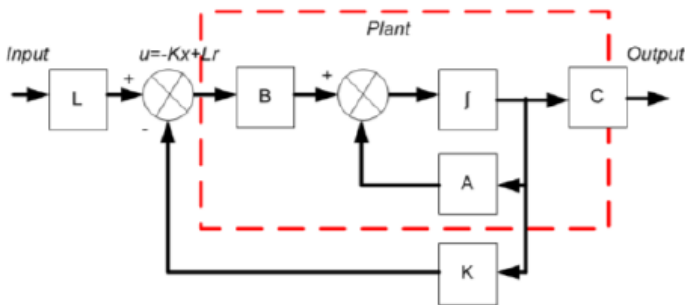 Plant
Input
u=-Kx+Lr
Output
L
+
-
B
+
∫
C
A
K